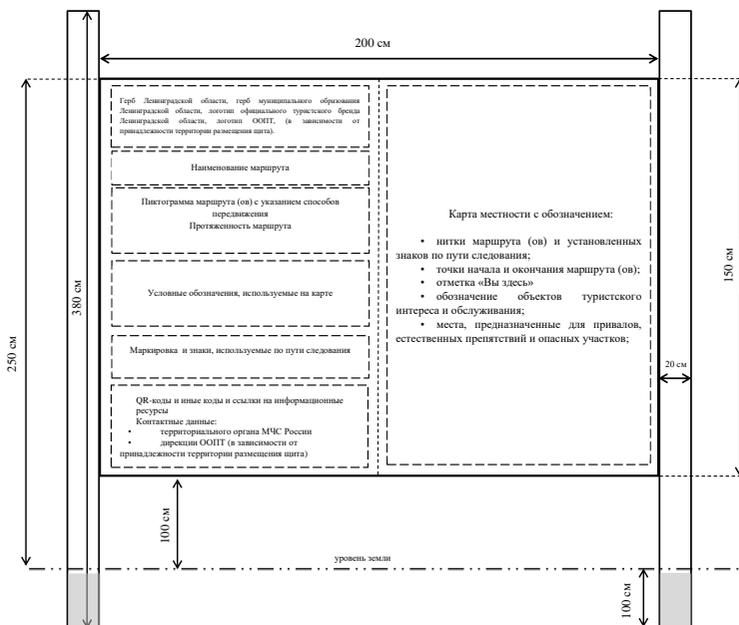 200 см
Герб Ленинградской области, герб муниципального образования
Ленинградской области, логотип официального туристского бренда
Ленинградской области, логотип ООПТ, (в зависимости от
принадлежности территории размещения щита).
Наименование маршрута
Пиктограмма маршрута (ов) с указанием способов
передвижения
Протяженность маршрута
Условные обозначения, используемые на карте
Маркировка и знаки, используемые по пути следования
QR-коды и иные коды и ссылки на информационные
ресурсы
Контактные данные:
• территориального органа МЧС России
• дирекции ООПТ (в зависимости от
принадлежности территории размещения щита)
Карта местности с обозначением:
• нитки маршрута (ов) и установленных
знаков по пути следования;
• точки начала и окончания маршрута (ов);
• отметка «Вы здесь»
• обозначение объектов туристского
интереса и обслуживания;
• места, предназначенные для привалов,
естественных препятствий и опасных участков;
250 см
380 см
150 см
20 см
100 см
уровень земли
100 см